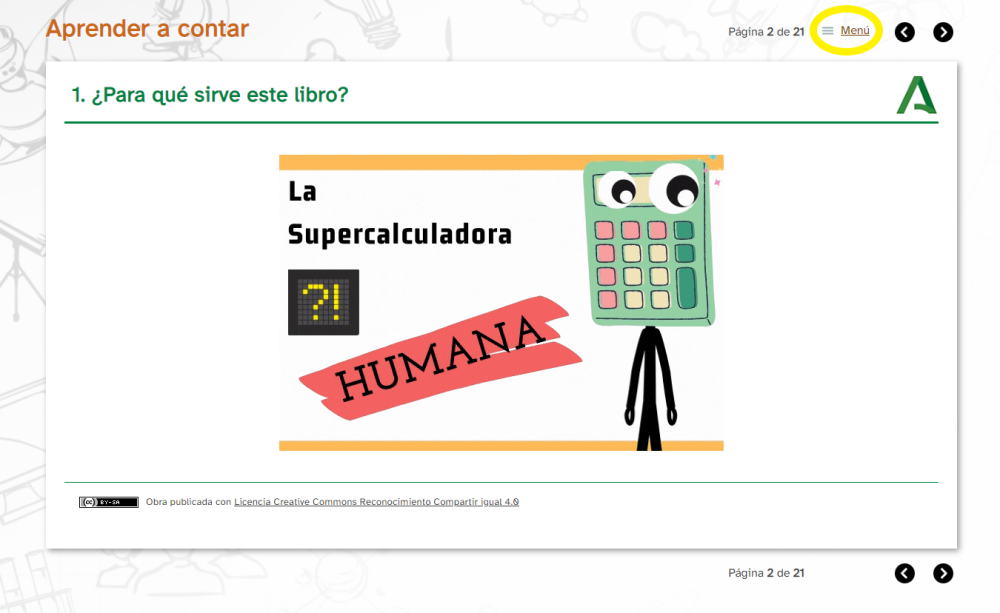 Aprender a contar
Página 2 de 21 Menú
1. ¿Para qué sirve este libro?
La
Supercalculadora
?!
HUMANA
(cc) BY-SA Obra publicada con Licencia Creative Commons Reconocimiento Compartir igual 4.0
Página 2 de 21